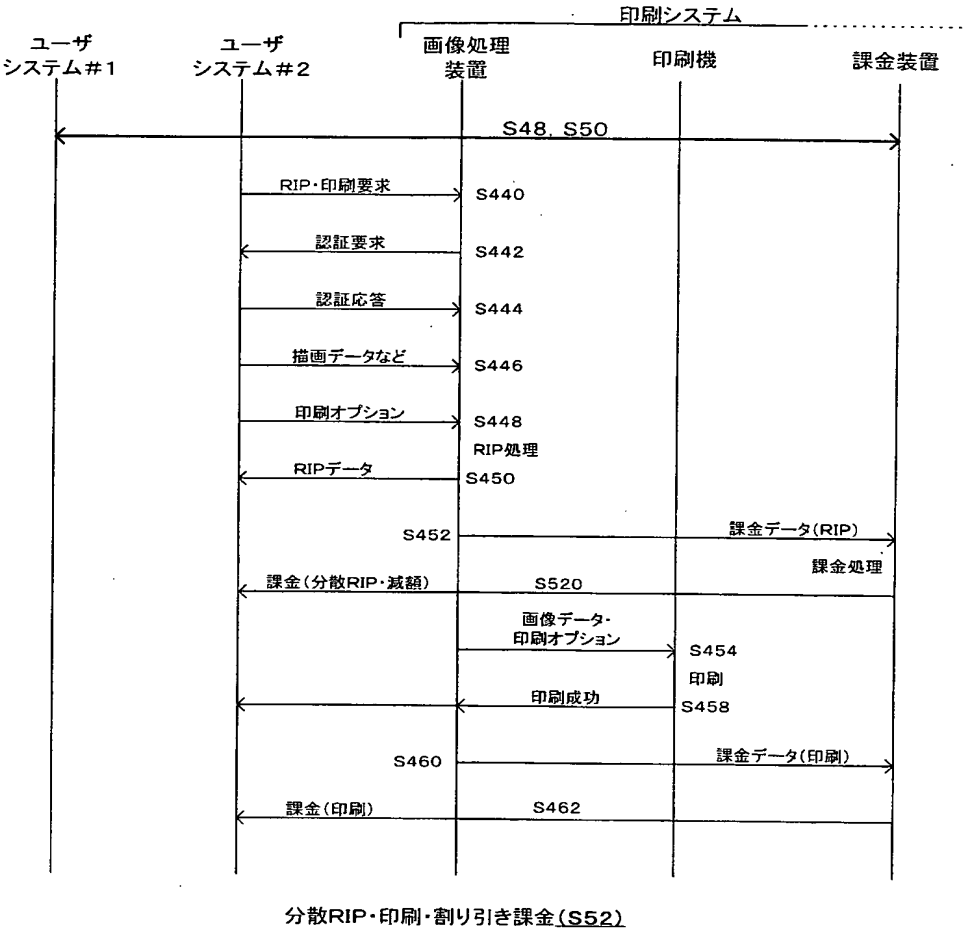 印刷システム
ユーザ
システム#1
ユーザ
システム#2
画像処理
装置
印刷機
課金装置
S48, S50
RIP・印刷要求
S440
認証要求
S442
認証応答
S444
描画データなど
S446
印刷オプション
S448
RIP処理
RIPデータ
S450
S452
課金データ(RIP)
課金処理
課金(分散RIP・減額)
S520
画像データ・
印刷オプション
S454
印刷
印刷成功
S458
S460
課金データ(印刷)
課金(印刷)
S462
分散RIP・印刷・割り引き課金(S52)